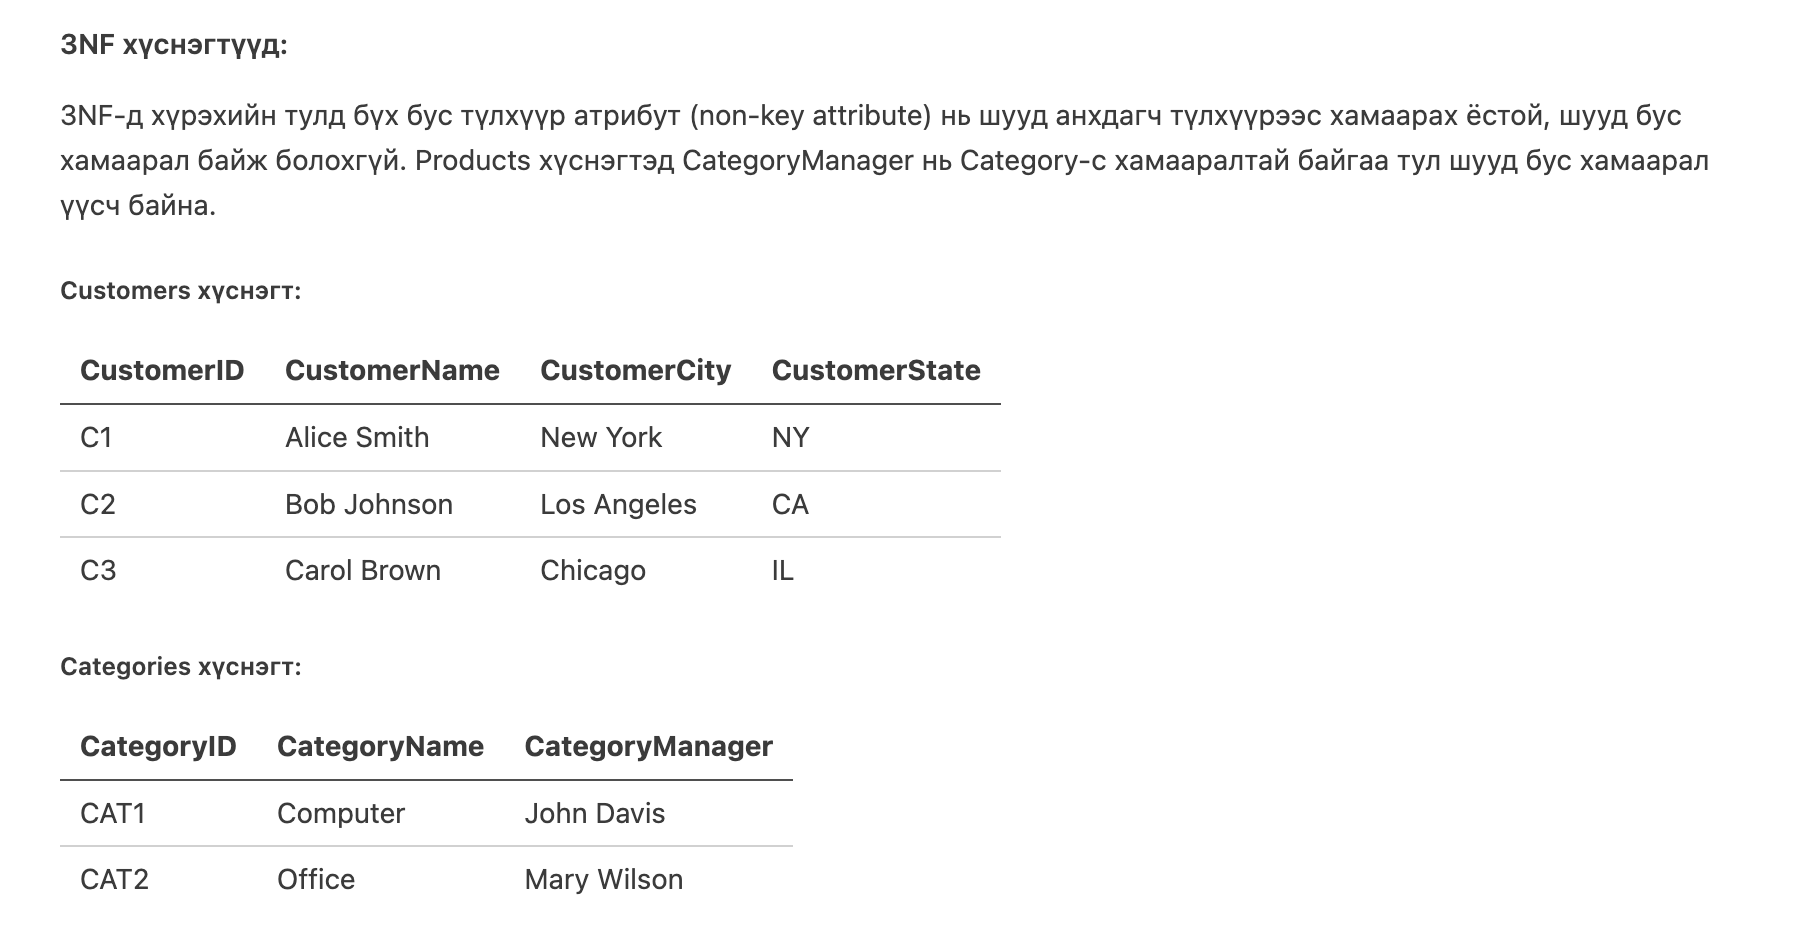 3NF хүснэгтүүд:
3NF-д хүрэхийн тулд бүх бус түлхүүр атрибут (non-key attribute) нь шууд анхдагч түлхүүрээс хамаарах ёстой, шууд бус
хамаарал байж болохгүй. Products хүснэгтэд CategoryManager нь Category-с хамааралтай байгаа тул шууд бус хамаарал
үүсч байна.
Customers хүснэгт:
CustomerID CustomerName CustomerCity CustomerState
C1 Alice Smith New York NY
C2 Bob Johnson Los Angeles CA
C3 Carol Brown Chicago IL
Categories хүснэгт:
CategoryID CategoryName CategoryManager
CAT1 Computer John Davis
CAT2 Office Mary Wilson